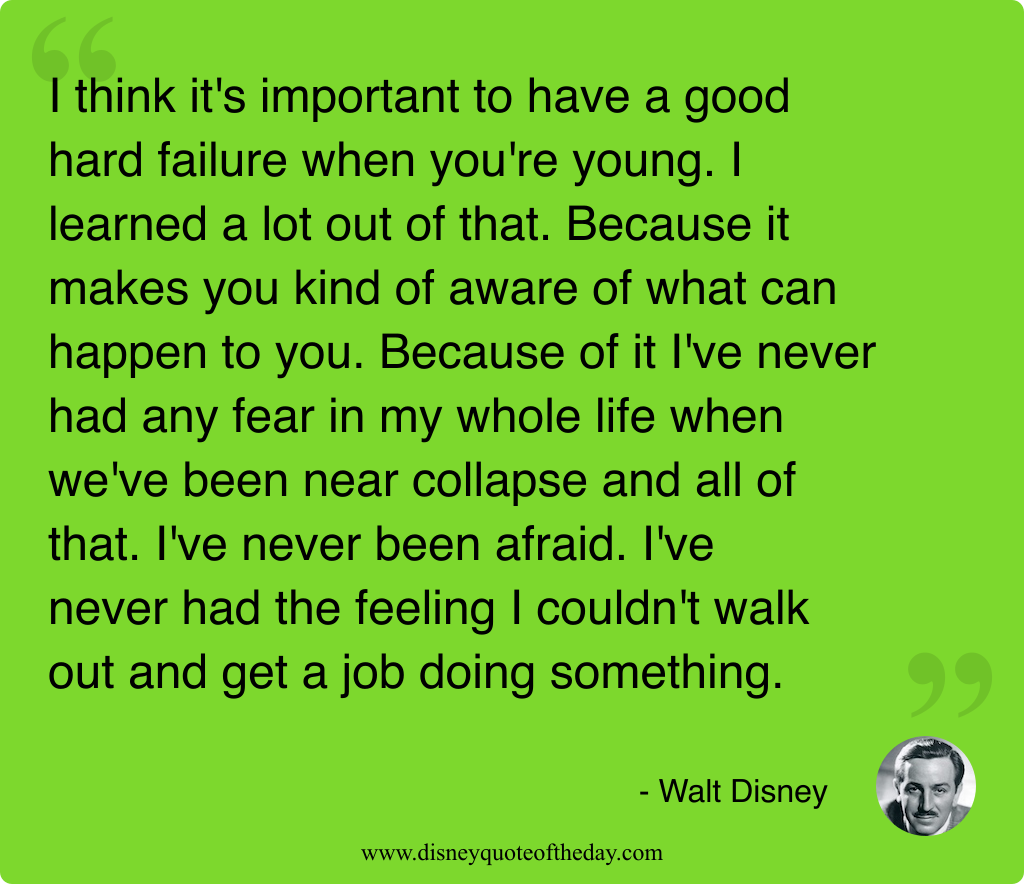 I think it's important to have a good
hard failure when you're young. I
learned a lot out of that. Because it
makes you kind of aware of what can
happen to you. Because of it I've never
had any fear in my whole life when
we've been near collapse and all of
that. I've never been afraid. I've
never had the feeling I couldn't walk
out and get a job doing something.
- Walt Disney
www.disneyquoteoftheday.com